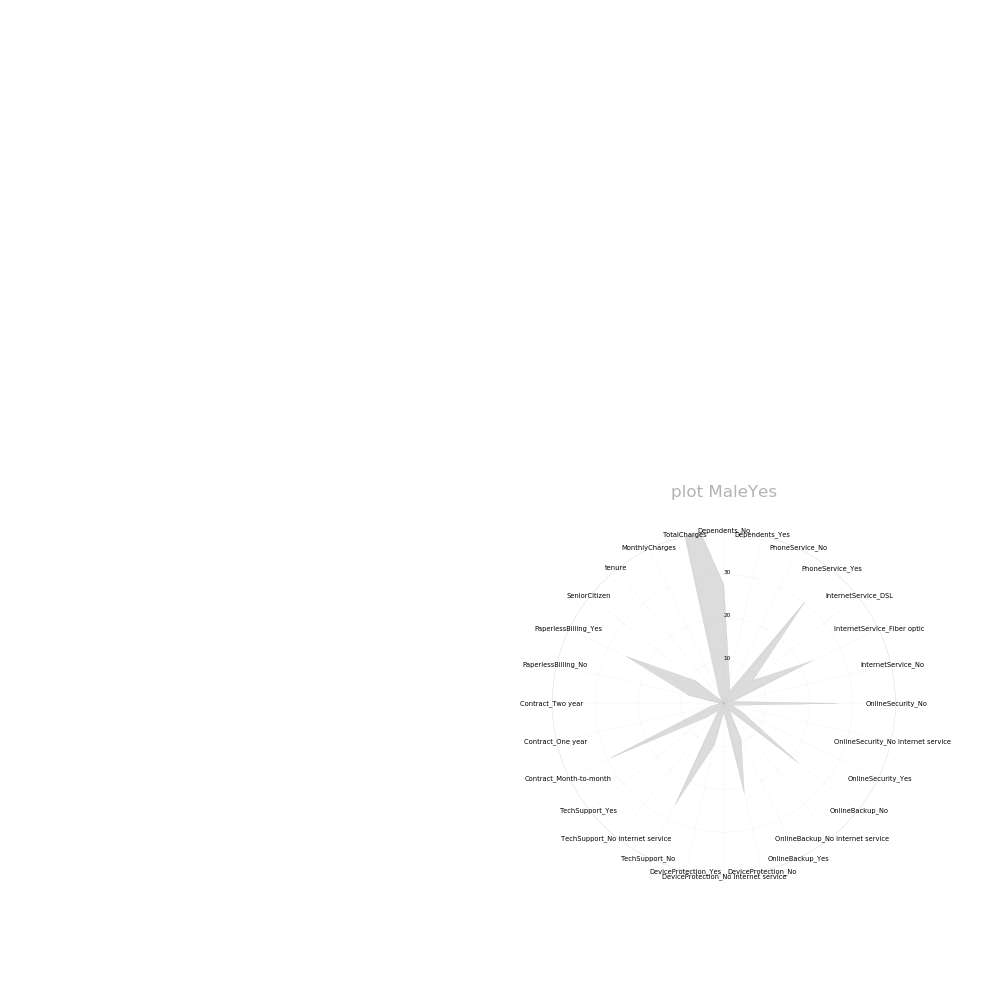 plot MaleYes
Dependents_No
TotalCharges
Dependents_Yes
MonthlyCharges
PhoneService_No
tenure
PhoneService_Yes
30
SeniorCitizen
InternetService_DSL
20
PaperlessBilling_Yes
InternetService_Fiber optic
10
PaperlessBilling_No
InternetService_No
Contract_Two year
OnlineSecurity_No
Contract_One year
OnlineSecurity_No internet service
Contract_Month-to-month
OnlineSecurity_Yes
TechSupport_Yes
OnlineBackup_No
TechSupport_No internet service
OnlineBackup_No internet service
TechSupport_No
OnlineBackup_Yes
DeviceProtection_Yes
DeviceProtection_No
DeviceProtection_No internet service